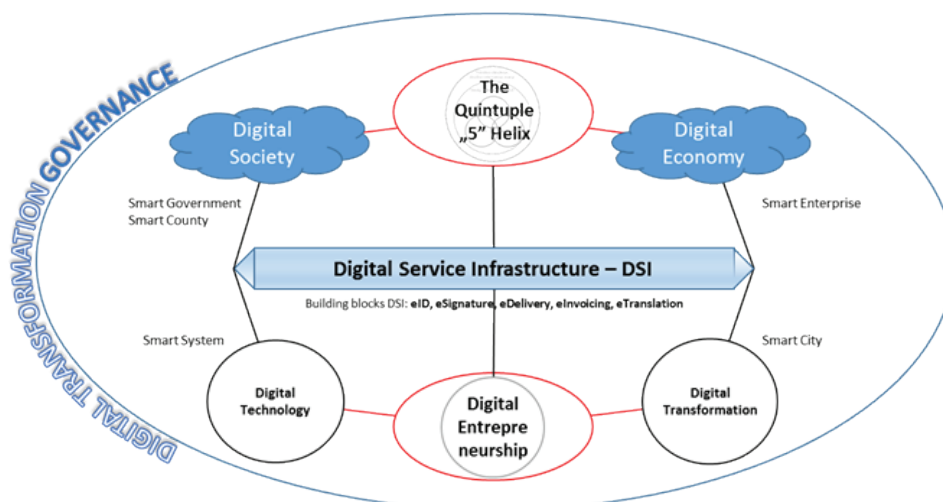 DIGITAL TRANSFORMATION GOVERNANCE
The
Quintuple
„5” Helix
Digital
Society
Digital
Economy
Smart Government
Smart County
Smart Enterprise
Digital Service Infrastructure – DSI
Building blocks DSI: eID, eSignature, eDelivery, eInvoicing, eTranslation
Smart System
Smart City
Digital
Technology
Digital
Entrepre
neurship
Digital
Transformation